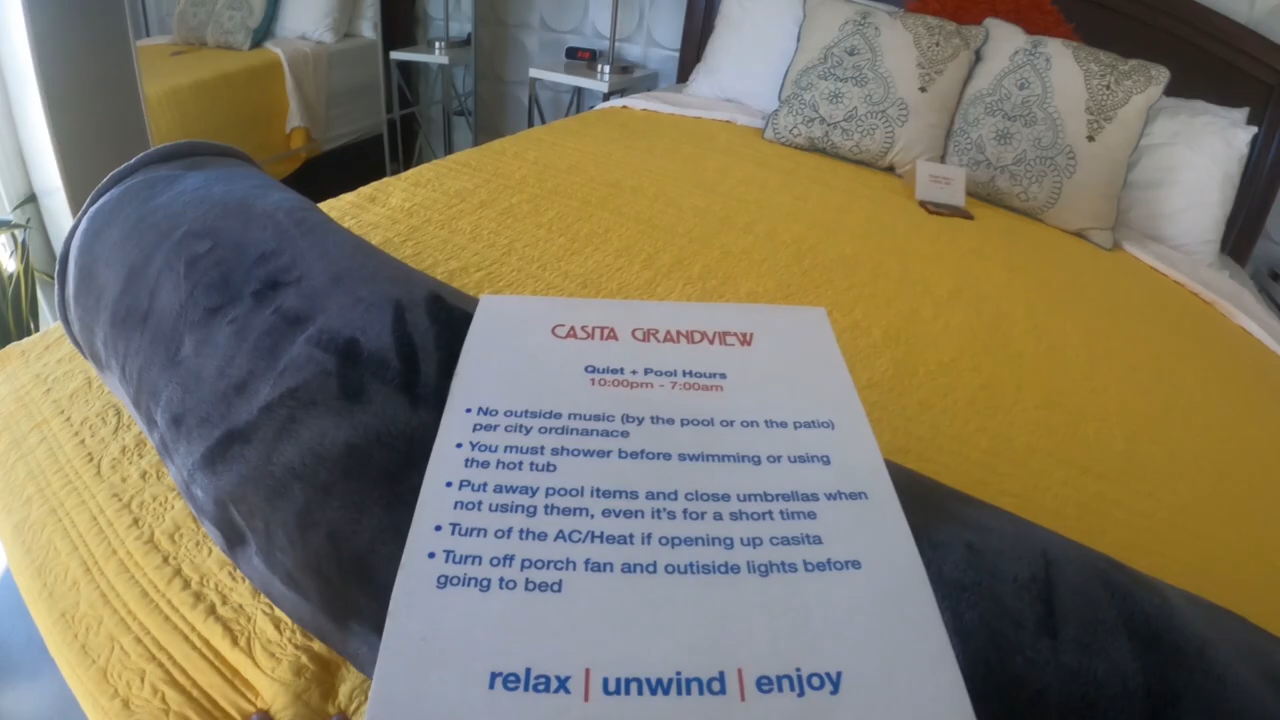 CASITA GRANDVIEW
Quiet + Pool Hours
10:00pm - 7:00am
• No outside music (by the pool or on the patio)
per city ordinanace
• You must shower before swimming or using
the hot tub
• Put away pool items and close umbrellas when
not using them, even it's for a short time
• Turn of the AC/Heat if opening up casita
• Turn off porch fan and outiside lights before
going to bed
relax | unwind | enjoy